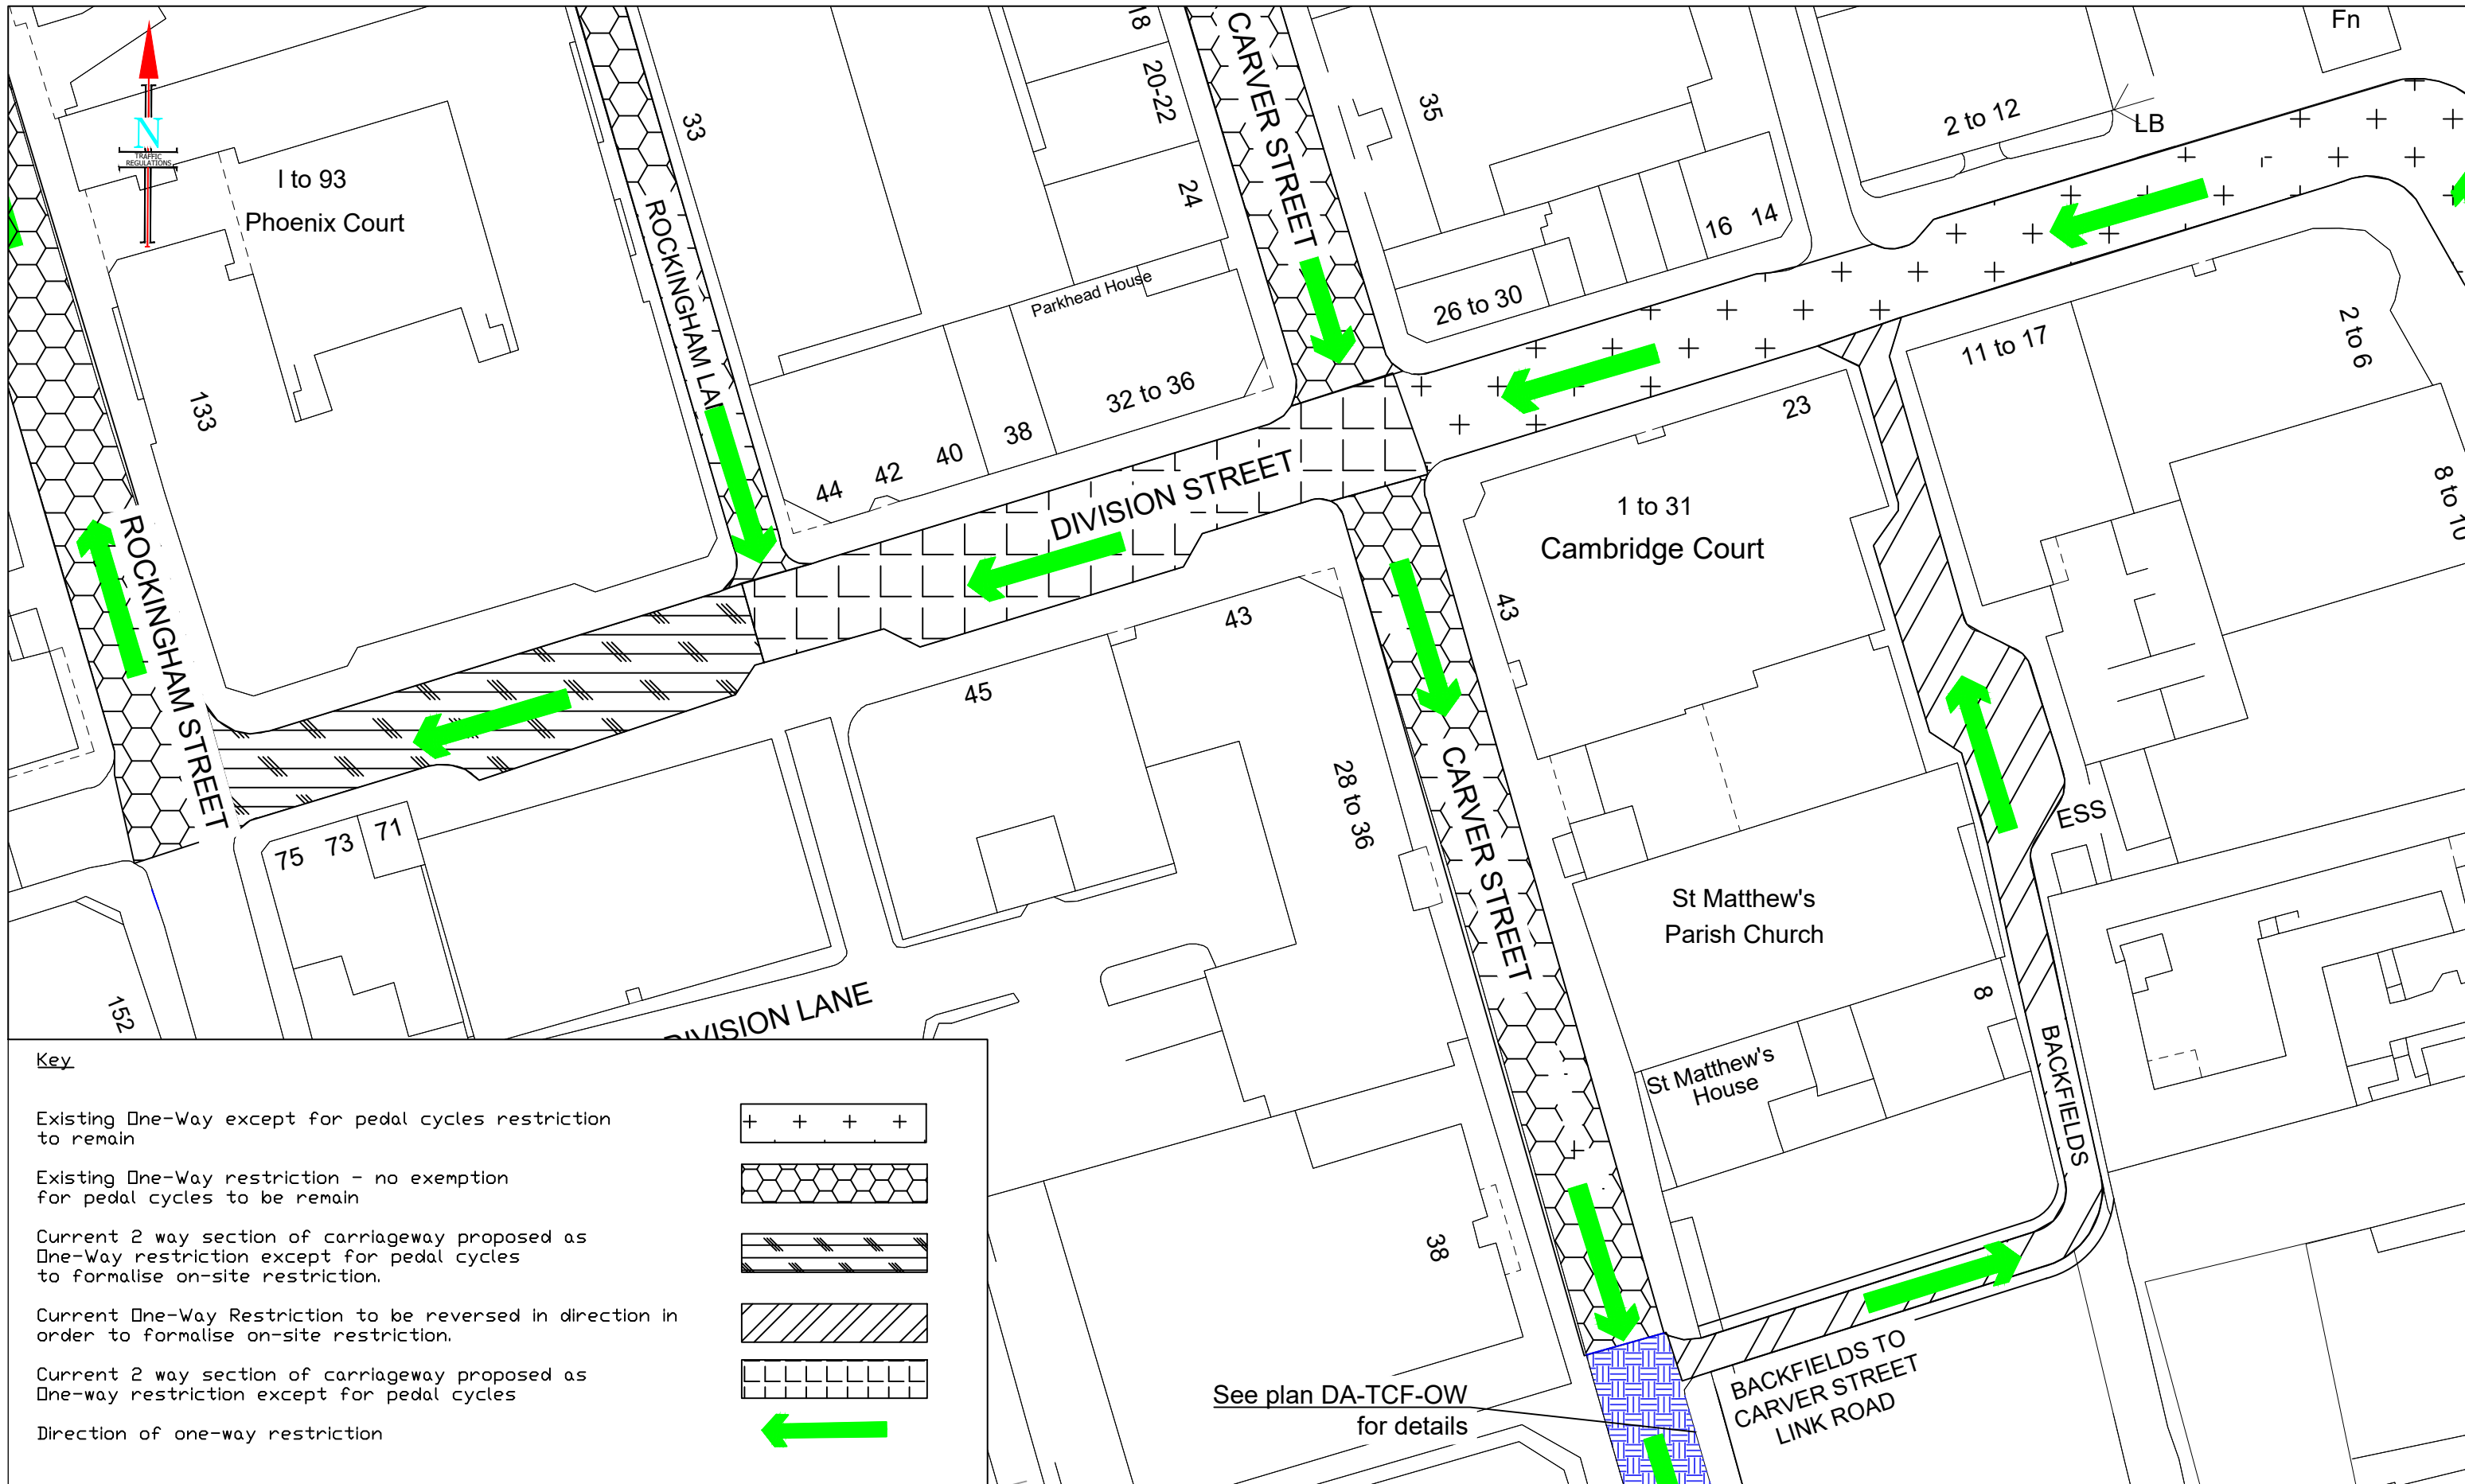 18
CARVER STREET
Fn
20-22
35
2 to 12
LB
33
N
TRAFFIC
REGULATIONS
I to 93
Phoenix Court
24
16
14
ROCKINGHAM
Parkhead House
26 to 30
2 to 6
11 to 17
133
32 to 36
23
38
40
42
44
DIVISION STREET
8 to 10
1 to 31
Cambridge Court
ROCKINGHAM STREET
43
43
45
28 to 36
CARVER STREET
ESS
75
73
71
St Matthew's
Parish Church
152
DIVISION LANE
8
BACKFIELDS
St Matthew's
House
38
Key
Existing One-Way except for pedal cycles restriction
to remain
Existing One-Way restriction - no exemption
for pedal cycles to be remain
Current 2 way section of carriageway proposed as
One-Way restriction except for pedal cycles
to formalise on-site restriction.
Current One-Way Restriction to be reversed in direction in
order to formalise on-site restriction.
Current 2 way section of carriageway proposed as
One-way restriction except for pedal cycles
Direction of one-way restriction
See plan DA-TCF-OW
for details
BACKFIELDS TO
CARVER STREET
LINK ROAD